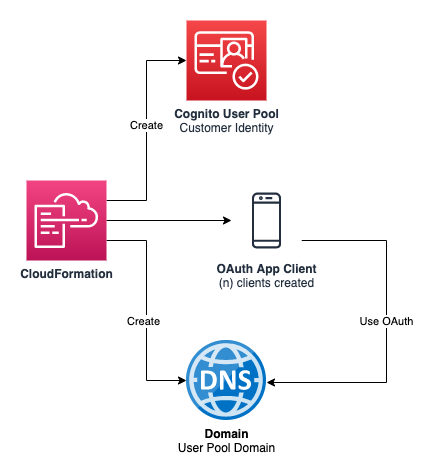 Cognito User Pool
Customer Identity
Create
CloudFormation
OAuth App Client
(n) clients created
Create
Use OAuth
DNS
Domain
User Pool Domain